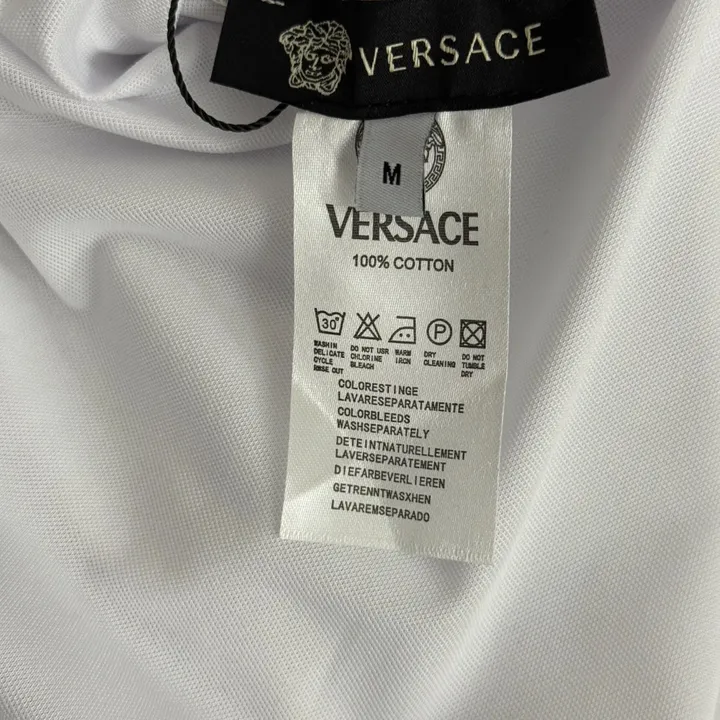 VERSACE
M
VERSACE
100% COTTON
30°
P
WASHIN DELICATE CYCLE RINSE OUT
DO NOT USR CHLORINE BLEACH
WARM IRON
DRY CLEANING
DO NOT TUMBLE DRY
COLORESTINGE
LAVARESEPARATAMENTE
COLORBLEEDS
WASHSEPARATELY
DETEINTNATURELLEMENT
LAVERSEPARATEMENT
DIEFARBEVERLIEREN
GETRENNTWASXHEN
LAVAREMSEPARADO